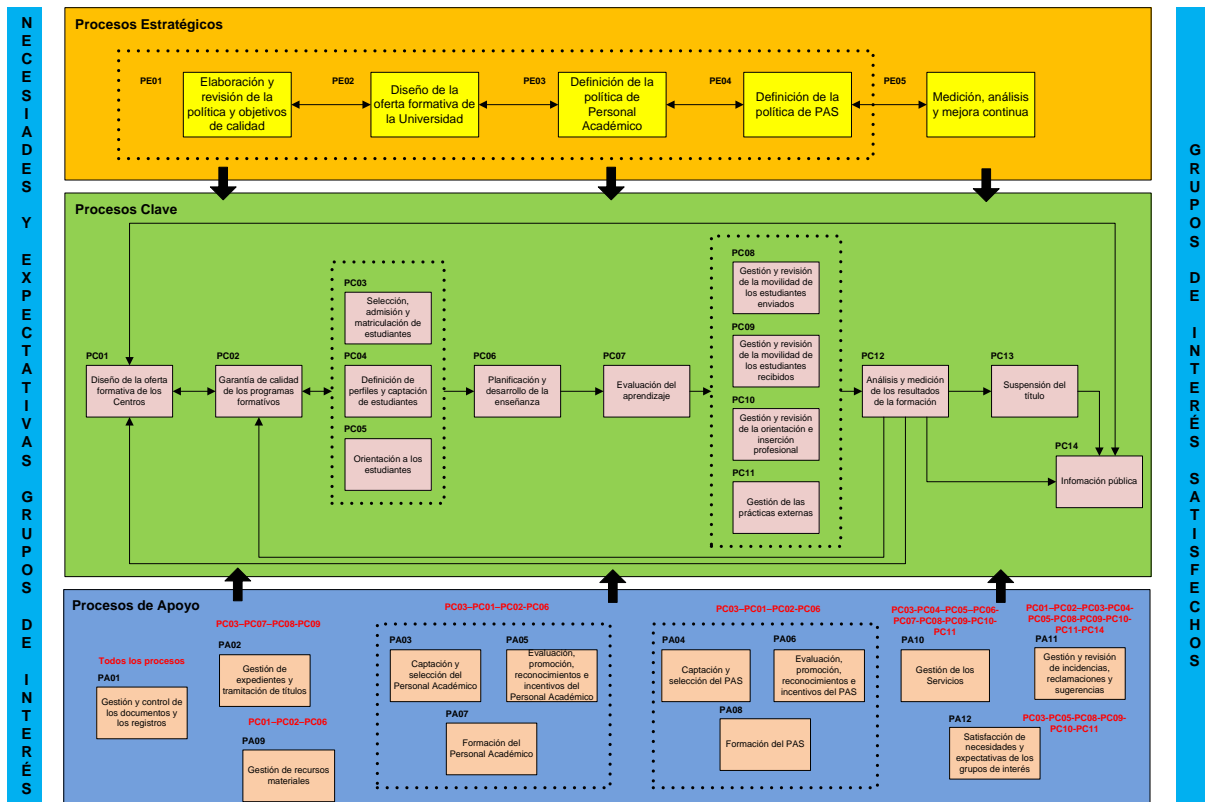 NECESIADES Y EXPECTATIVAS GRUPOS DE INTERÉS
Procesos Estratégicos
PE01
Elaboración y
revisión de la
política y objetivos
de calidad
PE02
Diseño de la
oferta formativa de
la Universidad
PE03
Definición de la
política de
Personal
Académico
PE04
Definición de la
política de PAS
PE05
Medición, análisis
y mejora continua
Procesos Clave
PC01
Diseño de la oferta
formativa de los
Centros
PC02
Garantía de calidad
de los programas
formativos
PC03
Selección,
admisión y
matriculación de
estudiantes
PC04
Definición de
perfiles y captación
de estudiantes
PC05
Orientación a los
estudiantes
PC06
Planificación y
desarrollo de la
enseñanza
PC07
Evaluación del
aprendizaje
PC08
Gestión y revisión
de la movilidad de
los estudiantes
enviados
PC09
Gestión y revisión
de la movilidad de
los estudiantes
recibidos
PC10
Gestión y revisión
de la orientación e
inserción
profesional
PC11
Gestión de las
prácticas externas
PC12
Análisis y medición
de los resultados
de la formación
PC13
Suspensión del
título
PC14
Infomación pública
Procesos de Apoyo
Todos los procesos
PA01
Gestión y control de
los documentos y
los registros
PC03–PC07–PC08-PC09
PA02
Gestión de
expedientes y
tramitación de títulos
PC01–PC02–PC06
PA09
Gestión de recursos
materiales
PC03–PC01–PC02-PC06
PA03
Captación y
selección del
Personal Académico
PA05
Evaluación,
promoción,
reconocimientos e
incentivos del
Personal Académico
PA07
Formación del
Personal Académico
PC03–PC01–PC02-PC06
PA04
Captación y
selección del PAS
PA06
Evaluación,
promoción,
reconocimientos e
incentivos del PAS
PA08
Formación del PAS
PC03-PC04–PC05–PC06-
PC07-PC08-PC09-PC10-
PC11
PA10
Gestión de los
Servicios
PC01–PC02–PC03-PC04-
PC05-PC08-PC09-PC10-
PC11-PC14
PA11
Gestión y revisión
de incidencias,
reclamaciones y
sugerencias
PC03-PC05-PC08-PC09-
PC10-PC11
PA12
Satisfacción de
necesidades y
expectativas de los
grupos de interés
GRUPOS DE INTERÉS SATISFECHOS